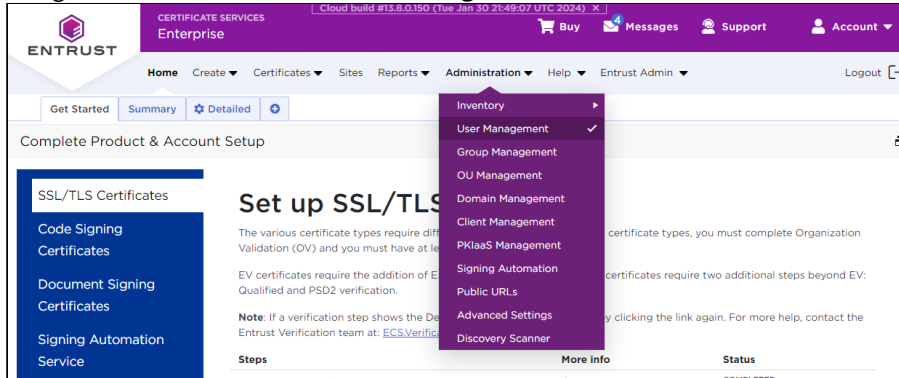 Cloud build #13.8.0.150 (Tue Jan 30 21:49:07 UTC 2024) X
ENTRUST
CERTIFICATE SERVICES
Enterprise
Buy
4
Messages
Support
Account
Home
Create
Certificates
Sites
Reports
Administration
Help
Entrust Admin
Logout
Get Started
Summary
Detailed
Inventory
User Management
Group Management
OU Management
Domain Management
Client Management
PKIaaS Management
Signing Automation
Public URLs
Advanced Settings
Discovery Scanner
Complete Product & Account Setup
SSL/TLS Certificates
Code Signing
Certificates
Document Signing
Certificates
Signing Automation
Service
Set up SSL/TLS
The various certificate types require diff certificate types, you must complete Organization
Validation (OV) and you must have at le
EV certificates require the addition of E certificates require two additional steps beyond EV:
Qualified and PSD2 verification.
Note: If a verification step shows the De by clicking the link again. For more help, contact the
Entrust Verification team at: ECS.Verifica
Steps More info Status
COMPLETED